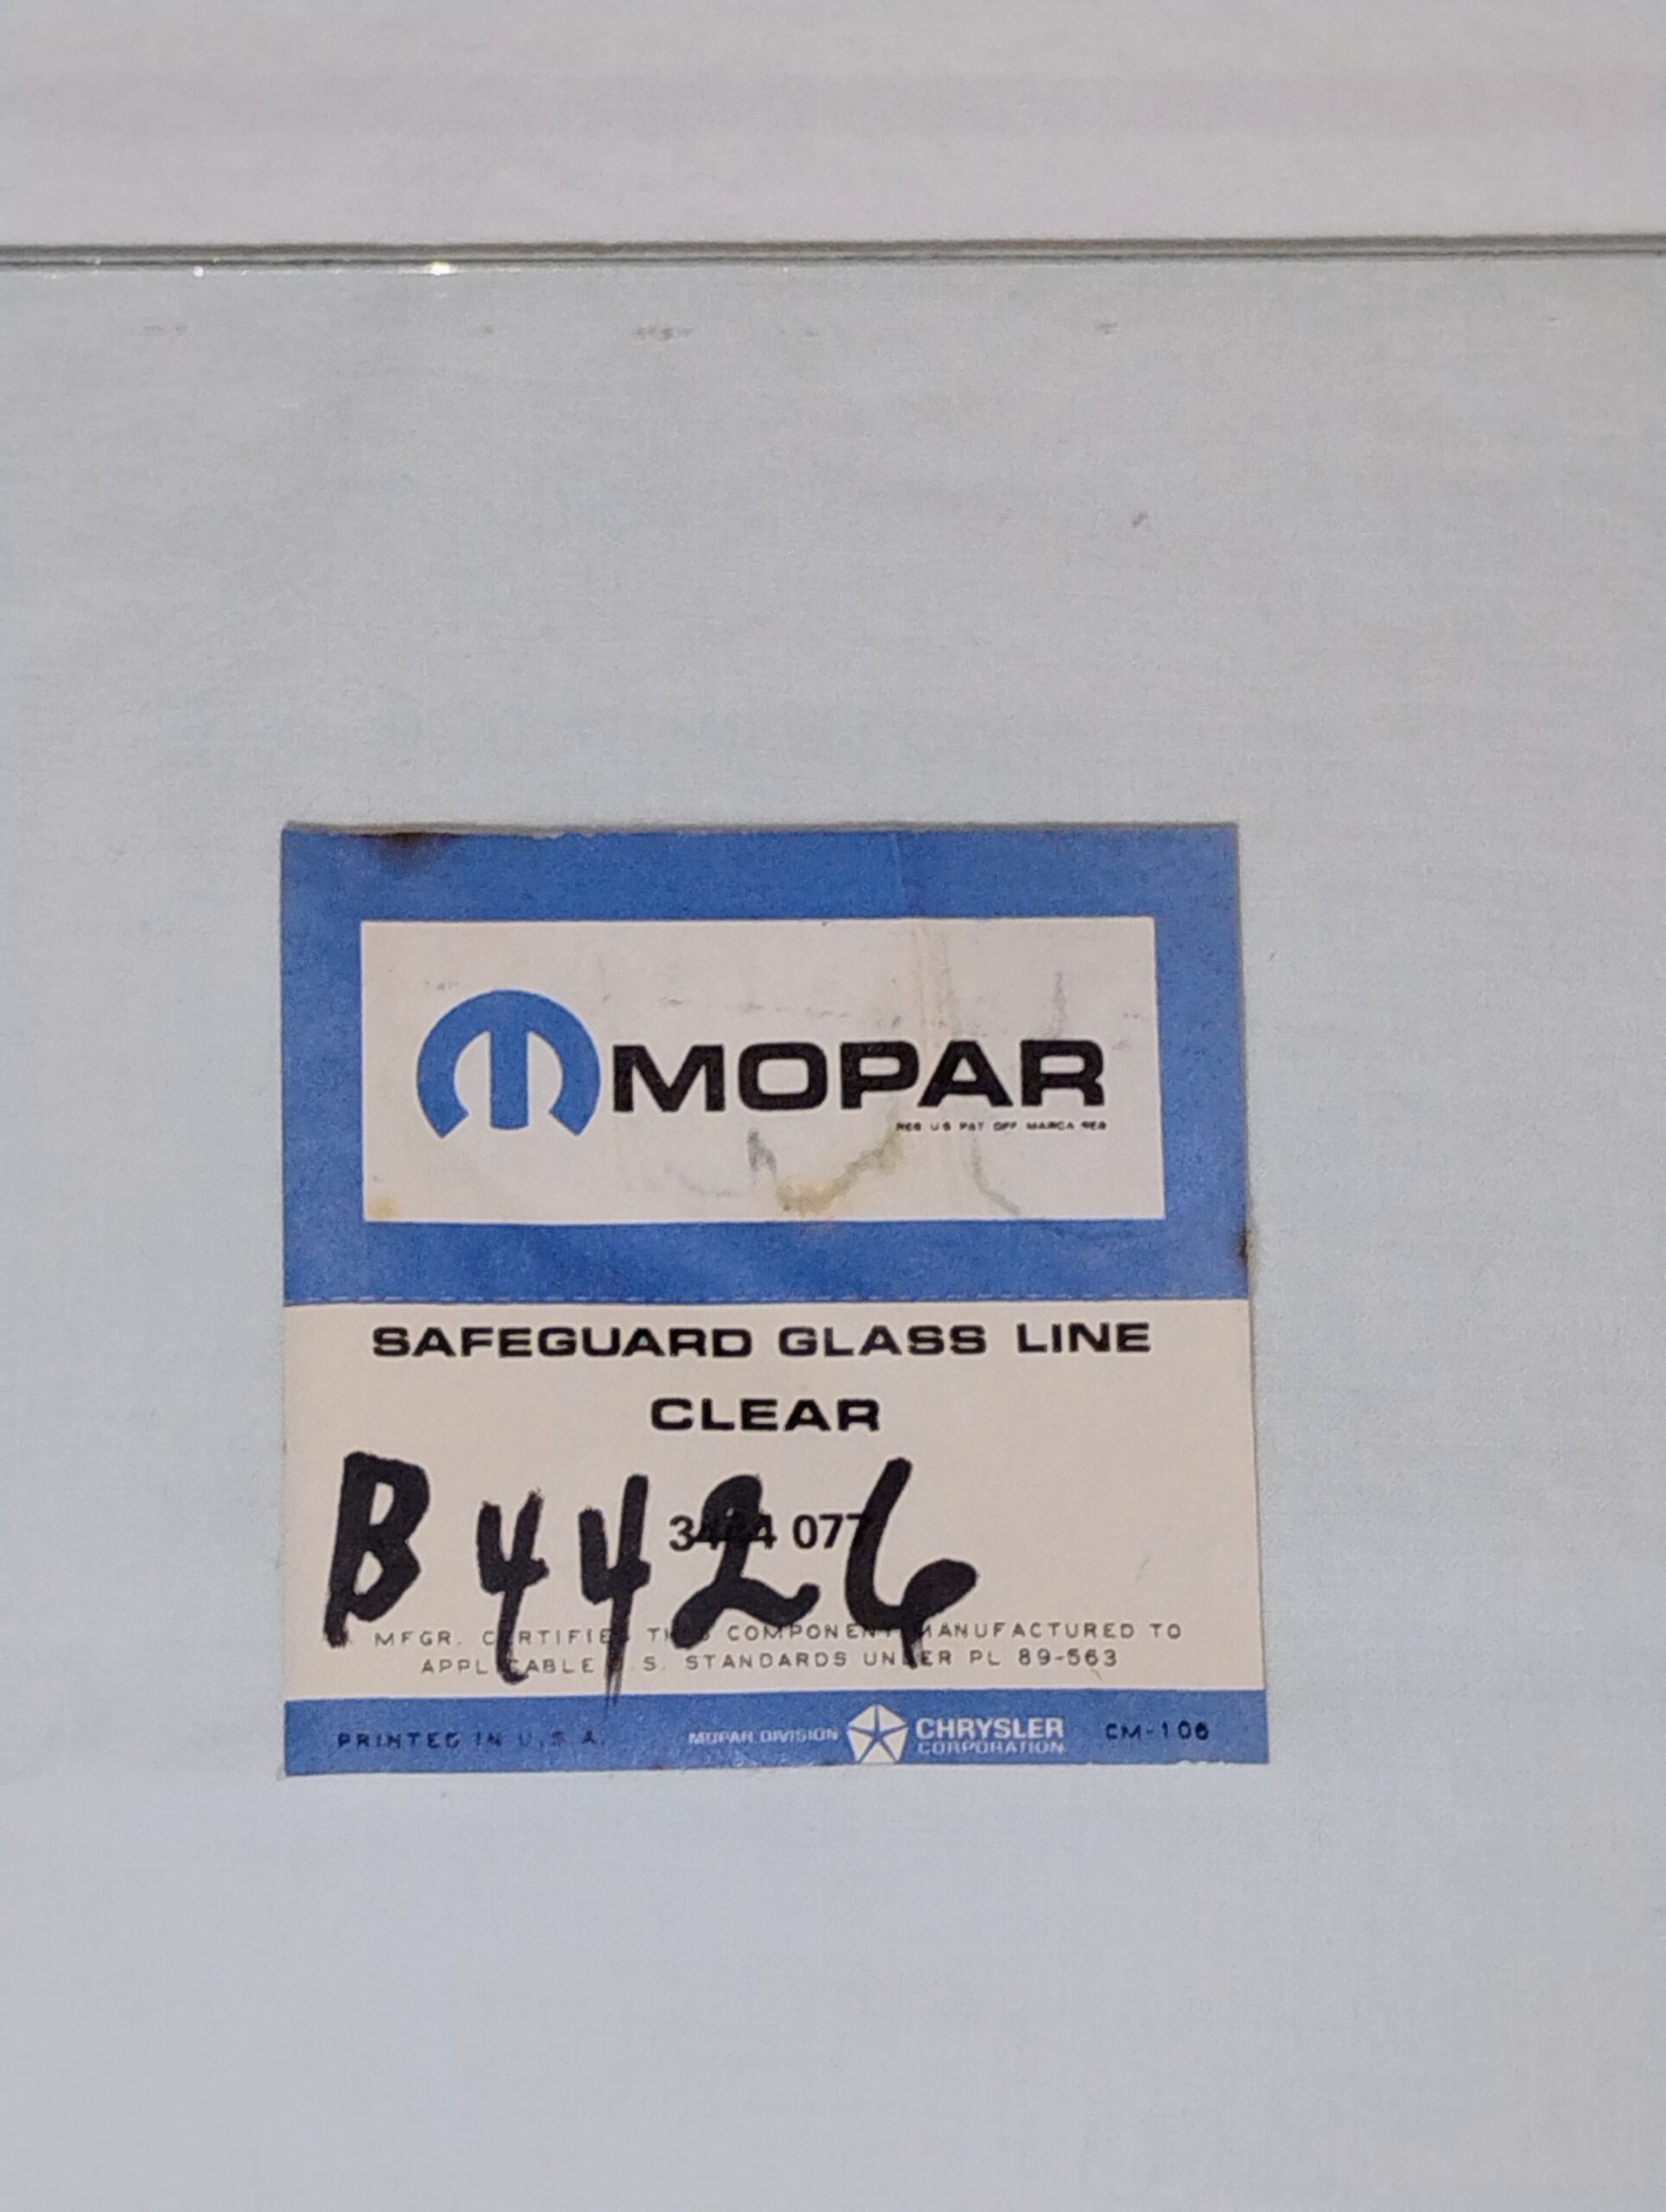 MOPAR
REG US PAT OFF MARCA REG
SAFEGUARD GLASS LINE
CLEAR
B4426
MFGR. CERTIFIES THIS COMPONENT MANUFACTURED TO
APPLICABLE U.S. STANDARDS UNDER PL 89-563
PRINTED IN U.S.A. MOPAR DIVISION CHRYSLER CORPORATION CM-106